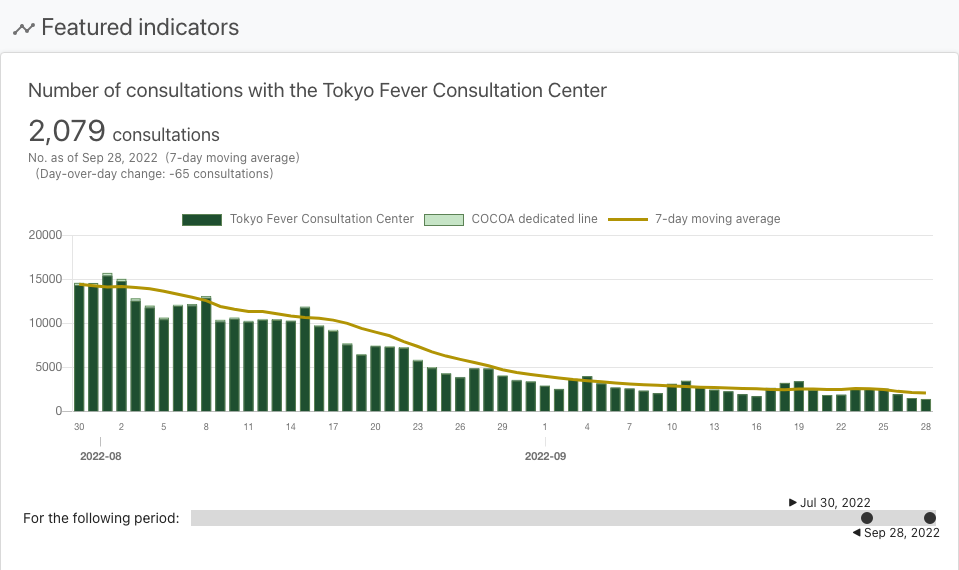 Featured indicators
Number of consultations with the Tokyo Fever Consultation Center
2,079 consultations
No. as of Sep 28, 2022 (7-day moving average)
(Day-over-day change: -65 consultations)
Tokyo Fever Consultation Center COCOA dedicated line 7-day moving average
20000
15000
10000
5000
0
30 2 5 8 11 14 17 20 23 26 29 1 4 7 10 13 16 19 22 25 28
2022-08 2022-09
▶ Jul 30, 2022
For the following period:
◀ Sep 28, 2022